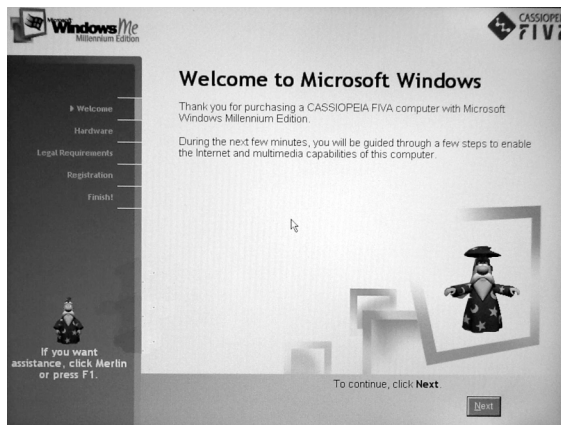 Microsoft
Windows Me
Millennium Edition
CASSIOPEIA
FIVA
Welcome
Hardware
Legal Requirements
Registration
Finish!
Welcome to Microsoft Windows
Thank you for purchasing a CASSIOPEIA FIVA computer with Microsoft
Windows Millennium Edition.
During the next few minutes, you will be guided through a few steps to enable
the Internet and multimedia capabilities of this computer.
If you want
assistance, click Merlin
or press F1.
To continue, click Next.
Next